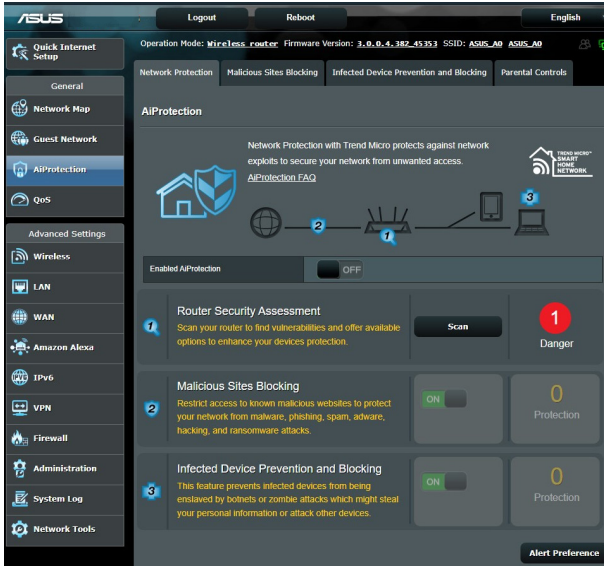 ASUS
Logout
Reboot
English
Quick Internet
Setup
Operation Mode: Wireless router Firmware Version: 3.0.0.4.382_45353 SSID: ASUS_A0 ASUS_A0
General
Network Map
Guest Network
AiProtection
QoS
Advanced Settings
Wireless
LAN
WAN
Amazon Alexa
IPv6
VPN
Firewall
Administration
System Log
Network Tools
Network Protection
Malicious Sites Blocking
Infected Device Prevention and Blocking
Parental Controls
AiProtection
Network Protection with Trend Micro protects against network
exploits to secure your network from unwanted access.
AiProtection FAQ
TREND MICRO™
SMART
HOME
NETWORK
2
1
3
Enabled AiProtection
OFF
1
Router Security Assessment
Scan your router to find vulnerabilities and offer available
options to enhance your devices protection.
Scan
1
Danger
2
Malicious Sites Blocking
Restrict access to known malicious websites to protect
your network from malware, phishing, spam, adware,
hacking, and ransomware attacks.
ON
0
Protection
3
Infected Device Prevention and Blocking
This feature prevents infected devices from being
enslaved by botnets or zombie attacks which might steal
your personal information or attack other devices.
ON
0
Protection
Alert Preference